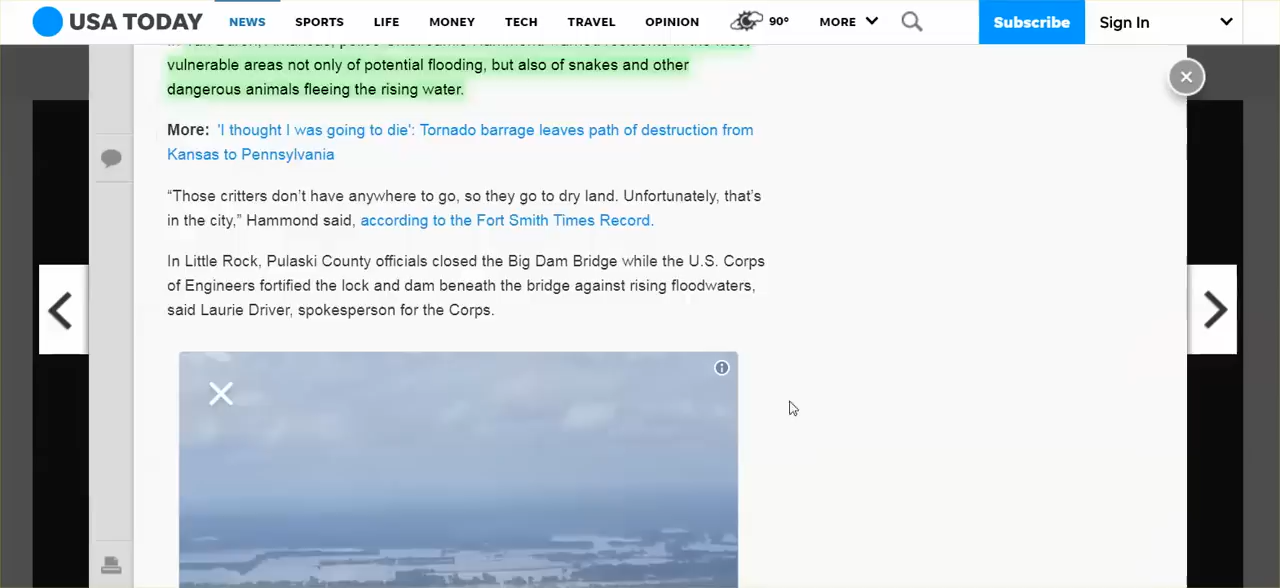 USA TODAY
NEWS SPORTS LIFE MONEY TECH TRAVEL OPINION 90° MORE Subscribe Sign In
vulnerable areas not only of potential flooding, but also of snakes and other
dangerous animals fleeing the rising water.
More: 'I thought I was going to die': Tornado barrage leaves path of destruction from
Kansas to Pennsylvania
“Those critters don’t have anywhere to go, so they go to dry land. Unfortunately, that’s
in the city,” Hammond said, according to the Fort Smith Times Record.
In Little Rock, Pulaski County officials closed the Big Dam Bridge while the U.S. Corps
of Engineers fortified the lock and dam beneath the bridge against rising floodwaters,
said Laurie Driver, spokesperson for the Corps.